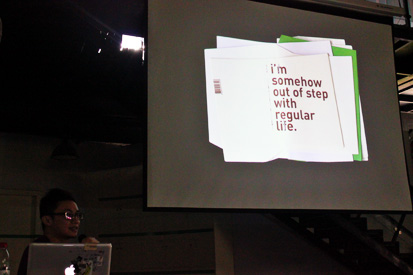 i'm
somehow
out of step
with
regular
life.